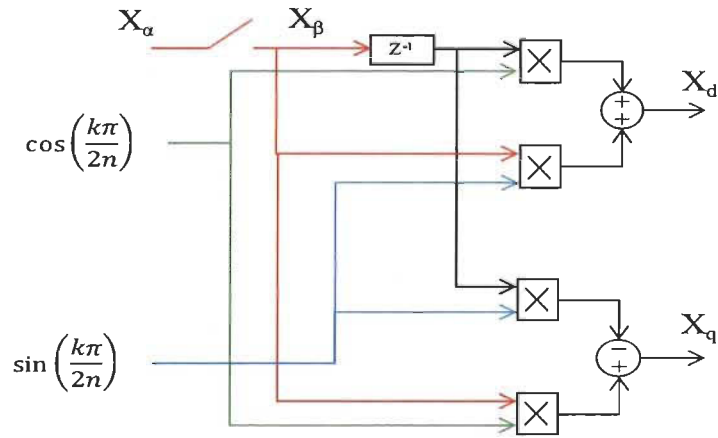 Xα
Xβ
Z⁻¹
×
+
+
Xd
cos(kπ/2n)
×
×
−
+
Xq
sin(kπ/2n)
×